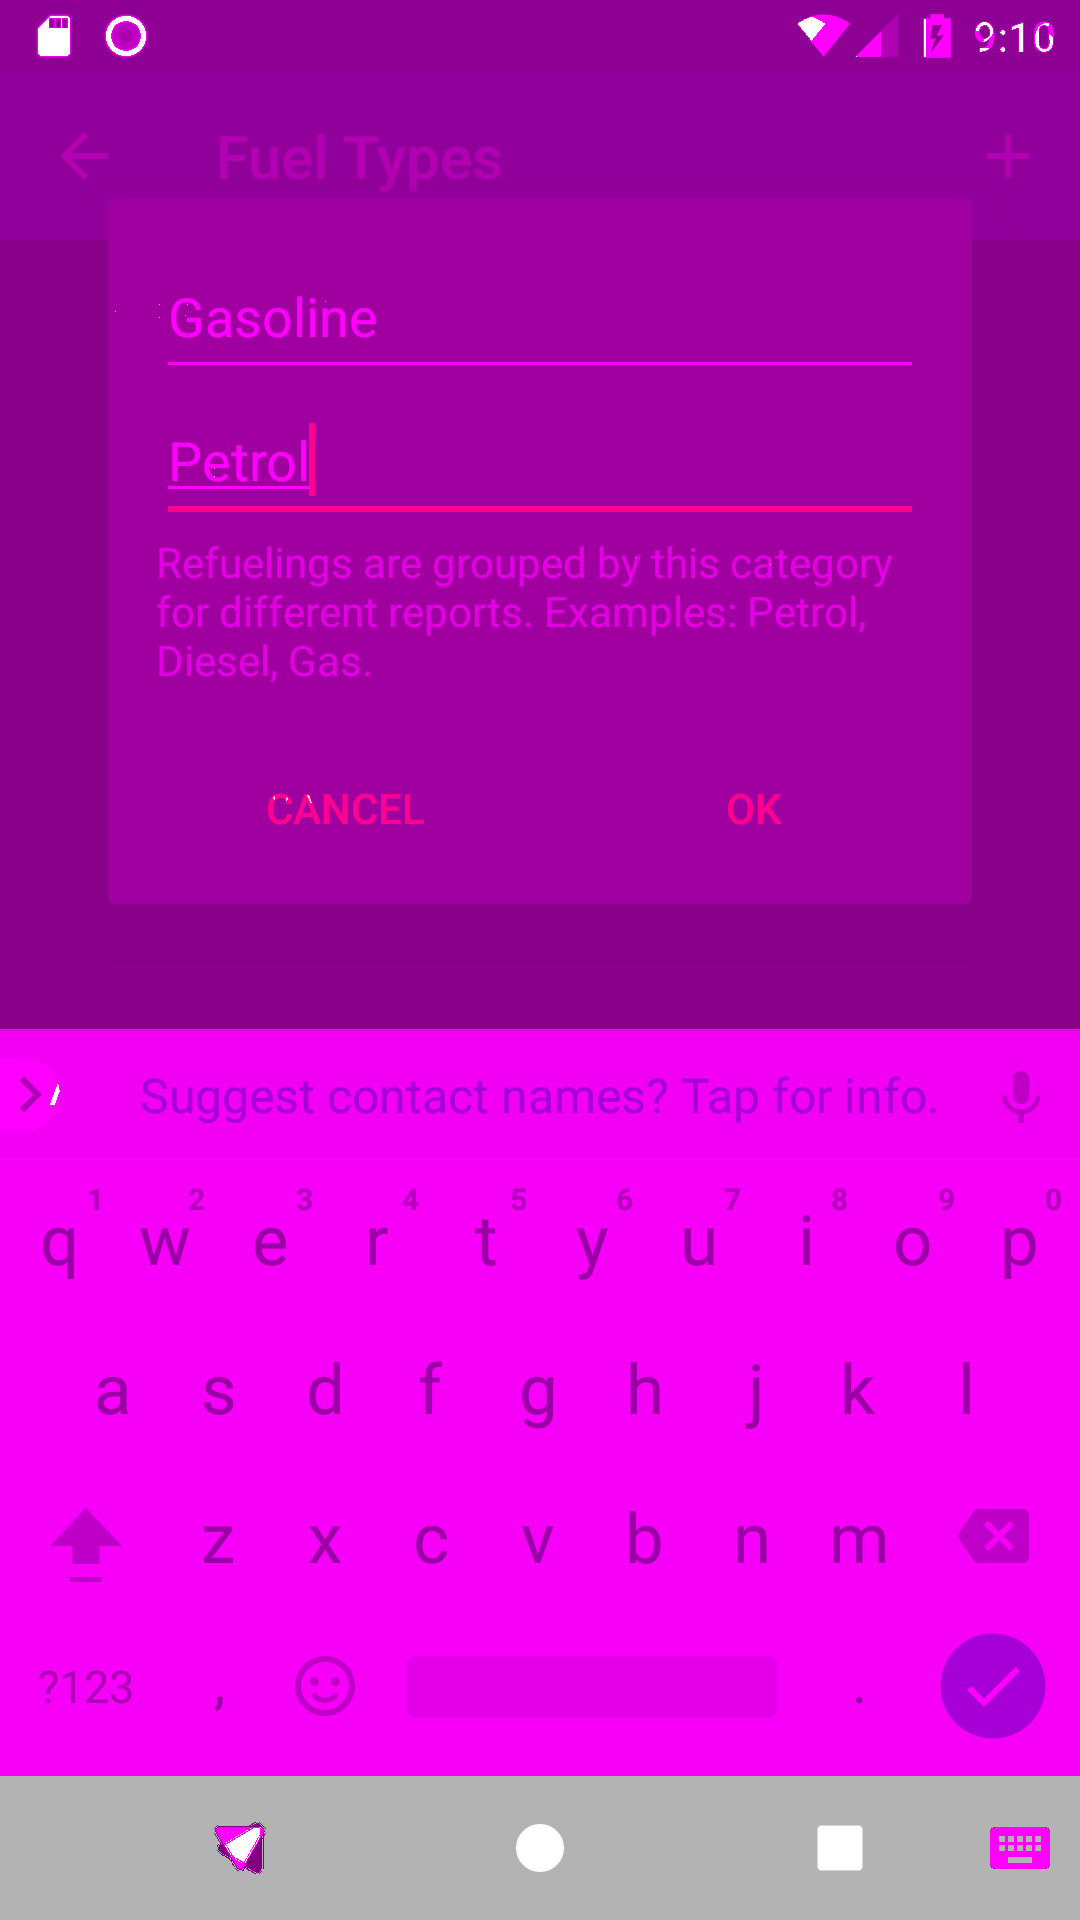 9:10
Fuel Types
Gasoline
Petrol
Refuelings are grouped by this category
for different reports. Examples: Petrol,
Diesel, Gas.
CANCEL OK
Suggest contact names? Tap for info.
1 2 3 4 5 6 7 8 9 0
q w e r t y u i o p
a s d f g h j k l
z x c v b n m
?123 , .